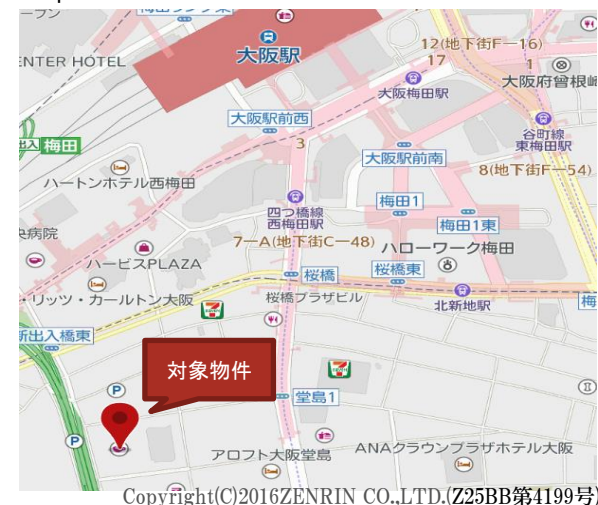 ープン
大阪駅
ENTER HOTEL
12(地下街F-16)
17
1
大阪府曽根崎
大阪梅田駅
大阪駅前西
3
谷町線
東梅田駅
梅田
大阪駅前南
8(地下街F-54)
ハートンホテル西梅田
四つ橋線
西梅田駅
梅田1
梅田1東
央病院
7-A(地下街C-48)
ハローワーク梅田
ハービスPLAZA
桜橋
桜橋東
・リッツ・カールトン大阪
桜橋プラザビル
北新地駅
梅
新出入橋東
対象物件
堂島1
アロフト大阪堂島
ANAクラウンプラザホテル大阪
Copyright(C)2016ZENRIN CO.,LTD.(Z25BB第4199号)